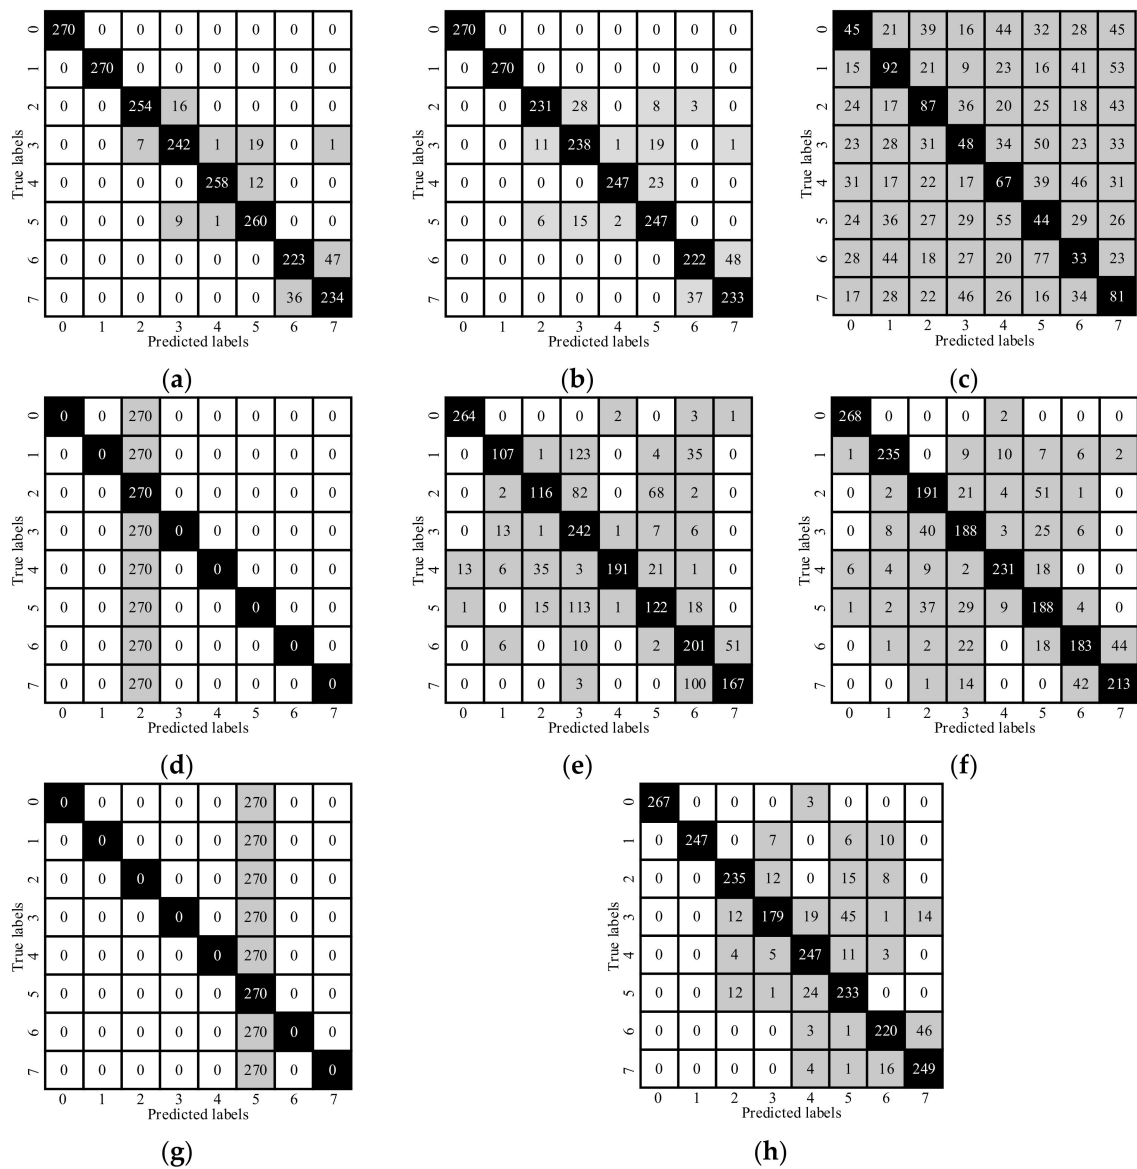 True labels
0 270 0 0 0 0 0 0 0
1 0 270 0 0 0 0 0 0
2 0 0 254 16 0 0 0 0
3 0 0 7 242 1 19 0 1
4 0 0 0 0 258 12 0 0
5 0 0 0 9 1 260 0 0
6 0 0 0 0 0 0 223 47
7 0 0 0 0 0 0 36 234
0 1 2 3 4 5 6 7
Predicted labels
(a)
True labels
0 270 0 0 0 0 0 0 0
1 0 270 0 0 0 0 0 0
2 0 0 231 28 0 8 3 0
3 0 0 11 238 1 19 0 1
4 0 0 0 0 247 23 0 0
5 0 0 6 15 2 247 0 0
6 0 0 0 0 0 0 222 48
7 0 0 0 0 0 0 37 233
0 1 2 3 4 5 6 7
Predicted labels
(b)
True labels
0 45 21 39 16 44 32 28 45
1 15 92 21 9 23 16 41 53
2 24 17 87 36 20 25 18 43
3 23 28 31 48 34 50 23 33
4 31 17 22 17 67 39 46 31
5 24 36 27 29 55 44 29 26
6 28 44 18 27 20 77 33 23
7 17 28 22 46 26 16 34 81
0 1 2 3 4 5 6 7
Predicted labels
(c)
True labels
0 0 0 270 0 0 0 0 0
1 0 0 270 0 0 0 0 0
2 0 0 270 0 0 0 0 0
3 0 0 270 0 0 0 0 0
4 0 0 270 0 0 0 0 0
5 0 0 270 0 0 0 0 0
6 0 0 270 0 0 0 0 0
7 0 0 270 0 0 0 0 0
0 1 2 3 4 5 6 7
Predicted labels
(d)
True labels
0 264 0 0 0 2 0 3 1
1 0 107 1 123 0 4 35 0
2 0 2 116 82 0 68 2 0
3 0 13 1 242 1 7 6 0
4 13 6 35 3 191 21 1 0
5 1 0 15 113 1 122 18 0
6 0 6 0 10 0 2 201 51
7 0 0 0 3 0 0 100 167
0 1 2 3 4 5 6 7
Predicted labels
(e)
True labels
0 268 0 0 0 2 0 0 0
1 1 235 0 9 10 7 6 2
2 0 2 191 21 4 51 1 0
3 0 8 40 188 3 25 6 0
4 6 4 9 2 231 18 0 0
5 1 2 37 29 9 188 4 0
6 0 1 2 22 0 18 183 44
7 0 0 1 14 0 0 42 213
0 1 2 3 4 5 6 7
Predicted labels
(f)
True labels
0 0 0 0 0 0 270 0 0
1 0 0 0 0 0 270 0 0
2 0 0 0 0 0 270 0 0
3 0 0 0 0 0 270 0 0
4 0 0 0 0 0 270 0 0
5 0 0 0 0 0 270 0 0
6 0 0 0 0 0 270 0 0
7 0 0 0 0 0 270 0 0
0 1 2 3 4 5 6 7
Predicted labels
(g)
True labels
0 267 0 0 0 3 0 0 0
1 0 247 0 7 0 6 10 0
2 0 0 235 12 0 15 8 0
3 0 0 12 179 19 45 1 14
4 0 0 4 5 247 11 3 0
5 0 0 12 1 24 233 0 0
6 0 0 0 0 3 1 220 46
7 0 0 0 0 4 1 16 249
0 1 2 3 4 5 6 7
Predicted labels
(h)